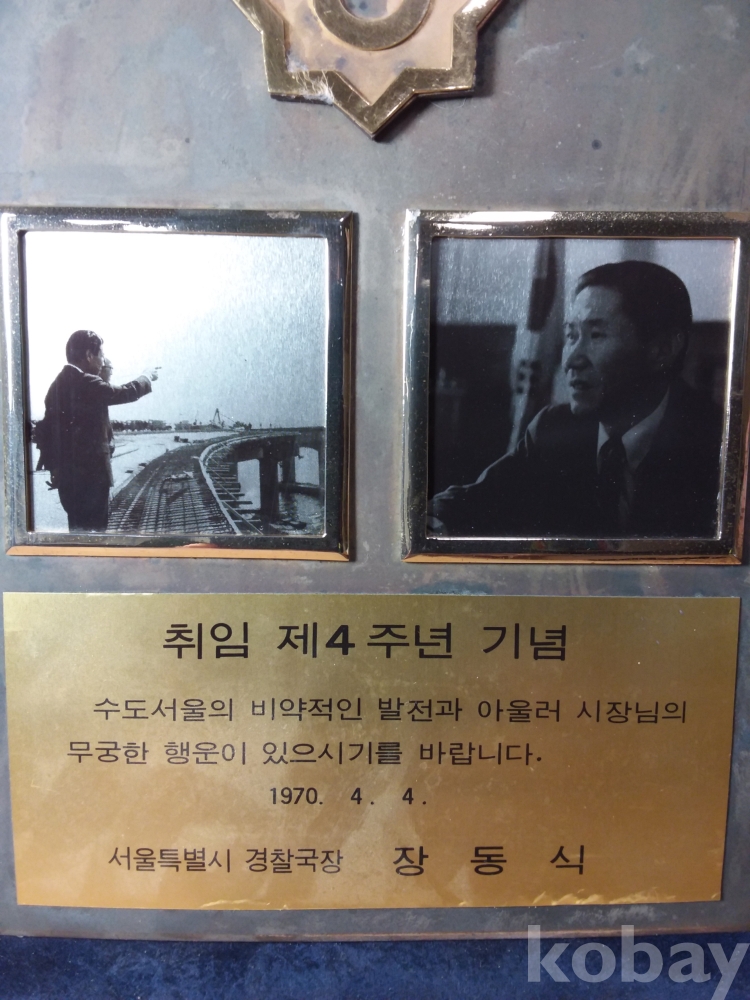 취임 제4주년 기념
수도서울의 비약적인 발전과 아울러 시장님의
무궁한 행운이 있으시기를 바랍니다.
1970. 4. 4.
서울특별시 경찰국장 장 동 식
kobay